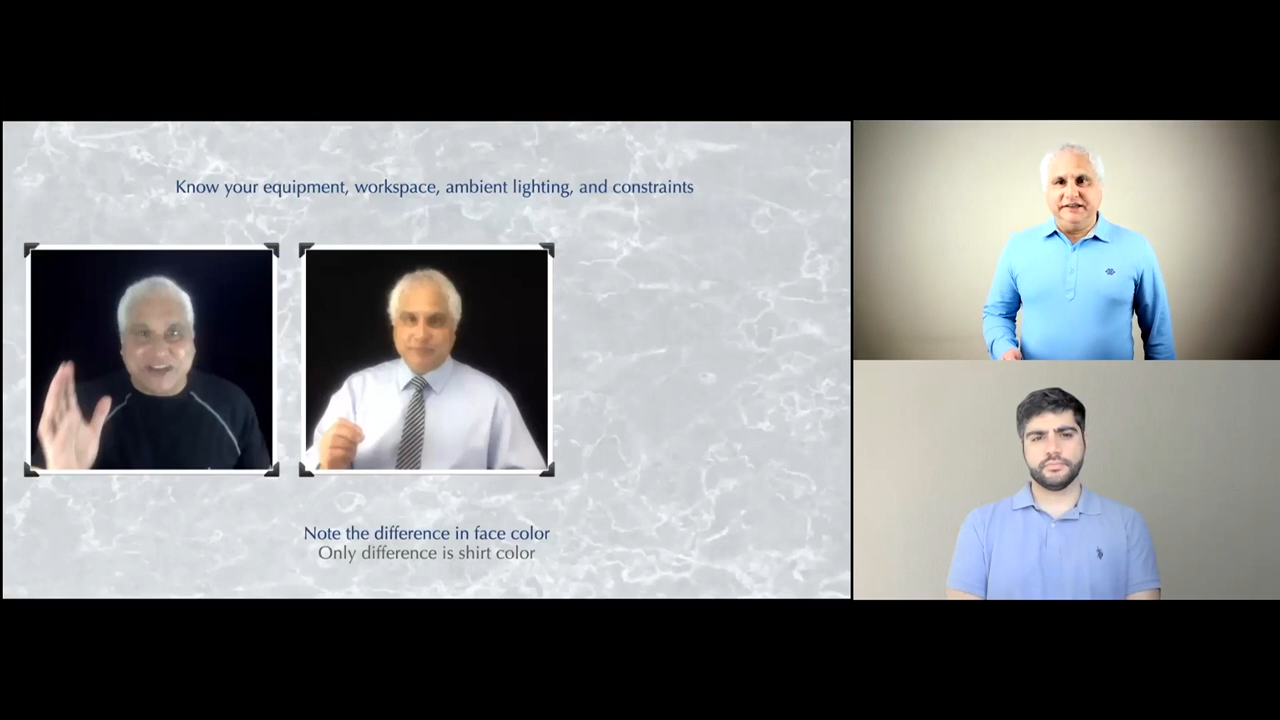 Know your equipment, workspace, ambient lighting, and constraints
Note the difference in face color
Only difference is shirt color